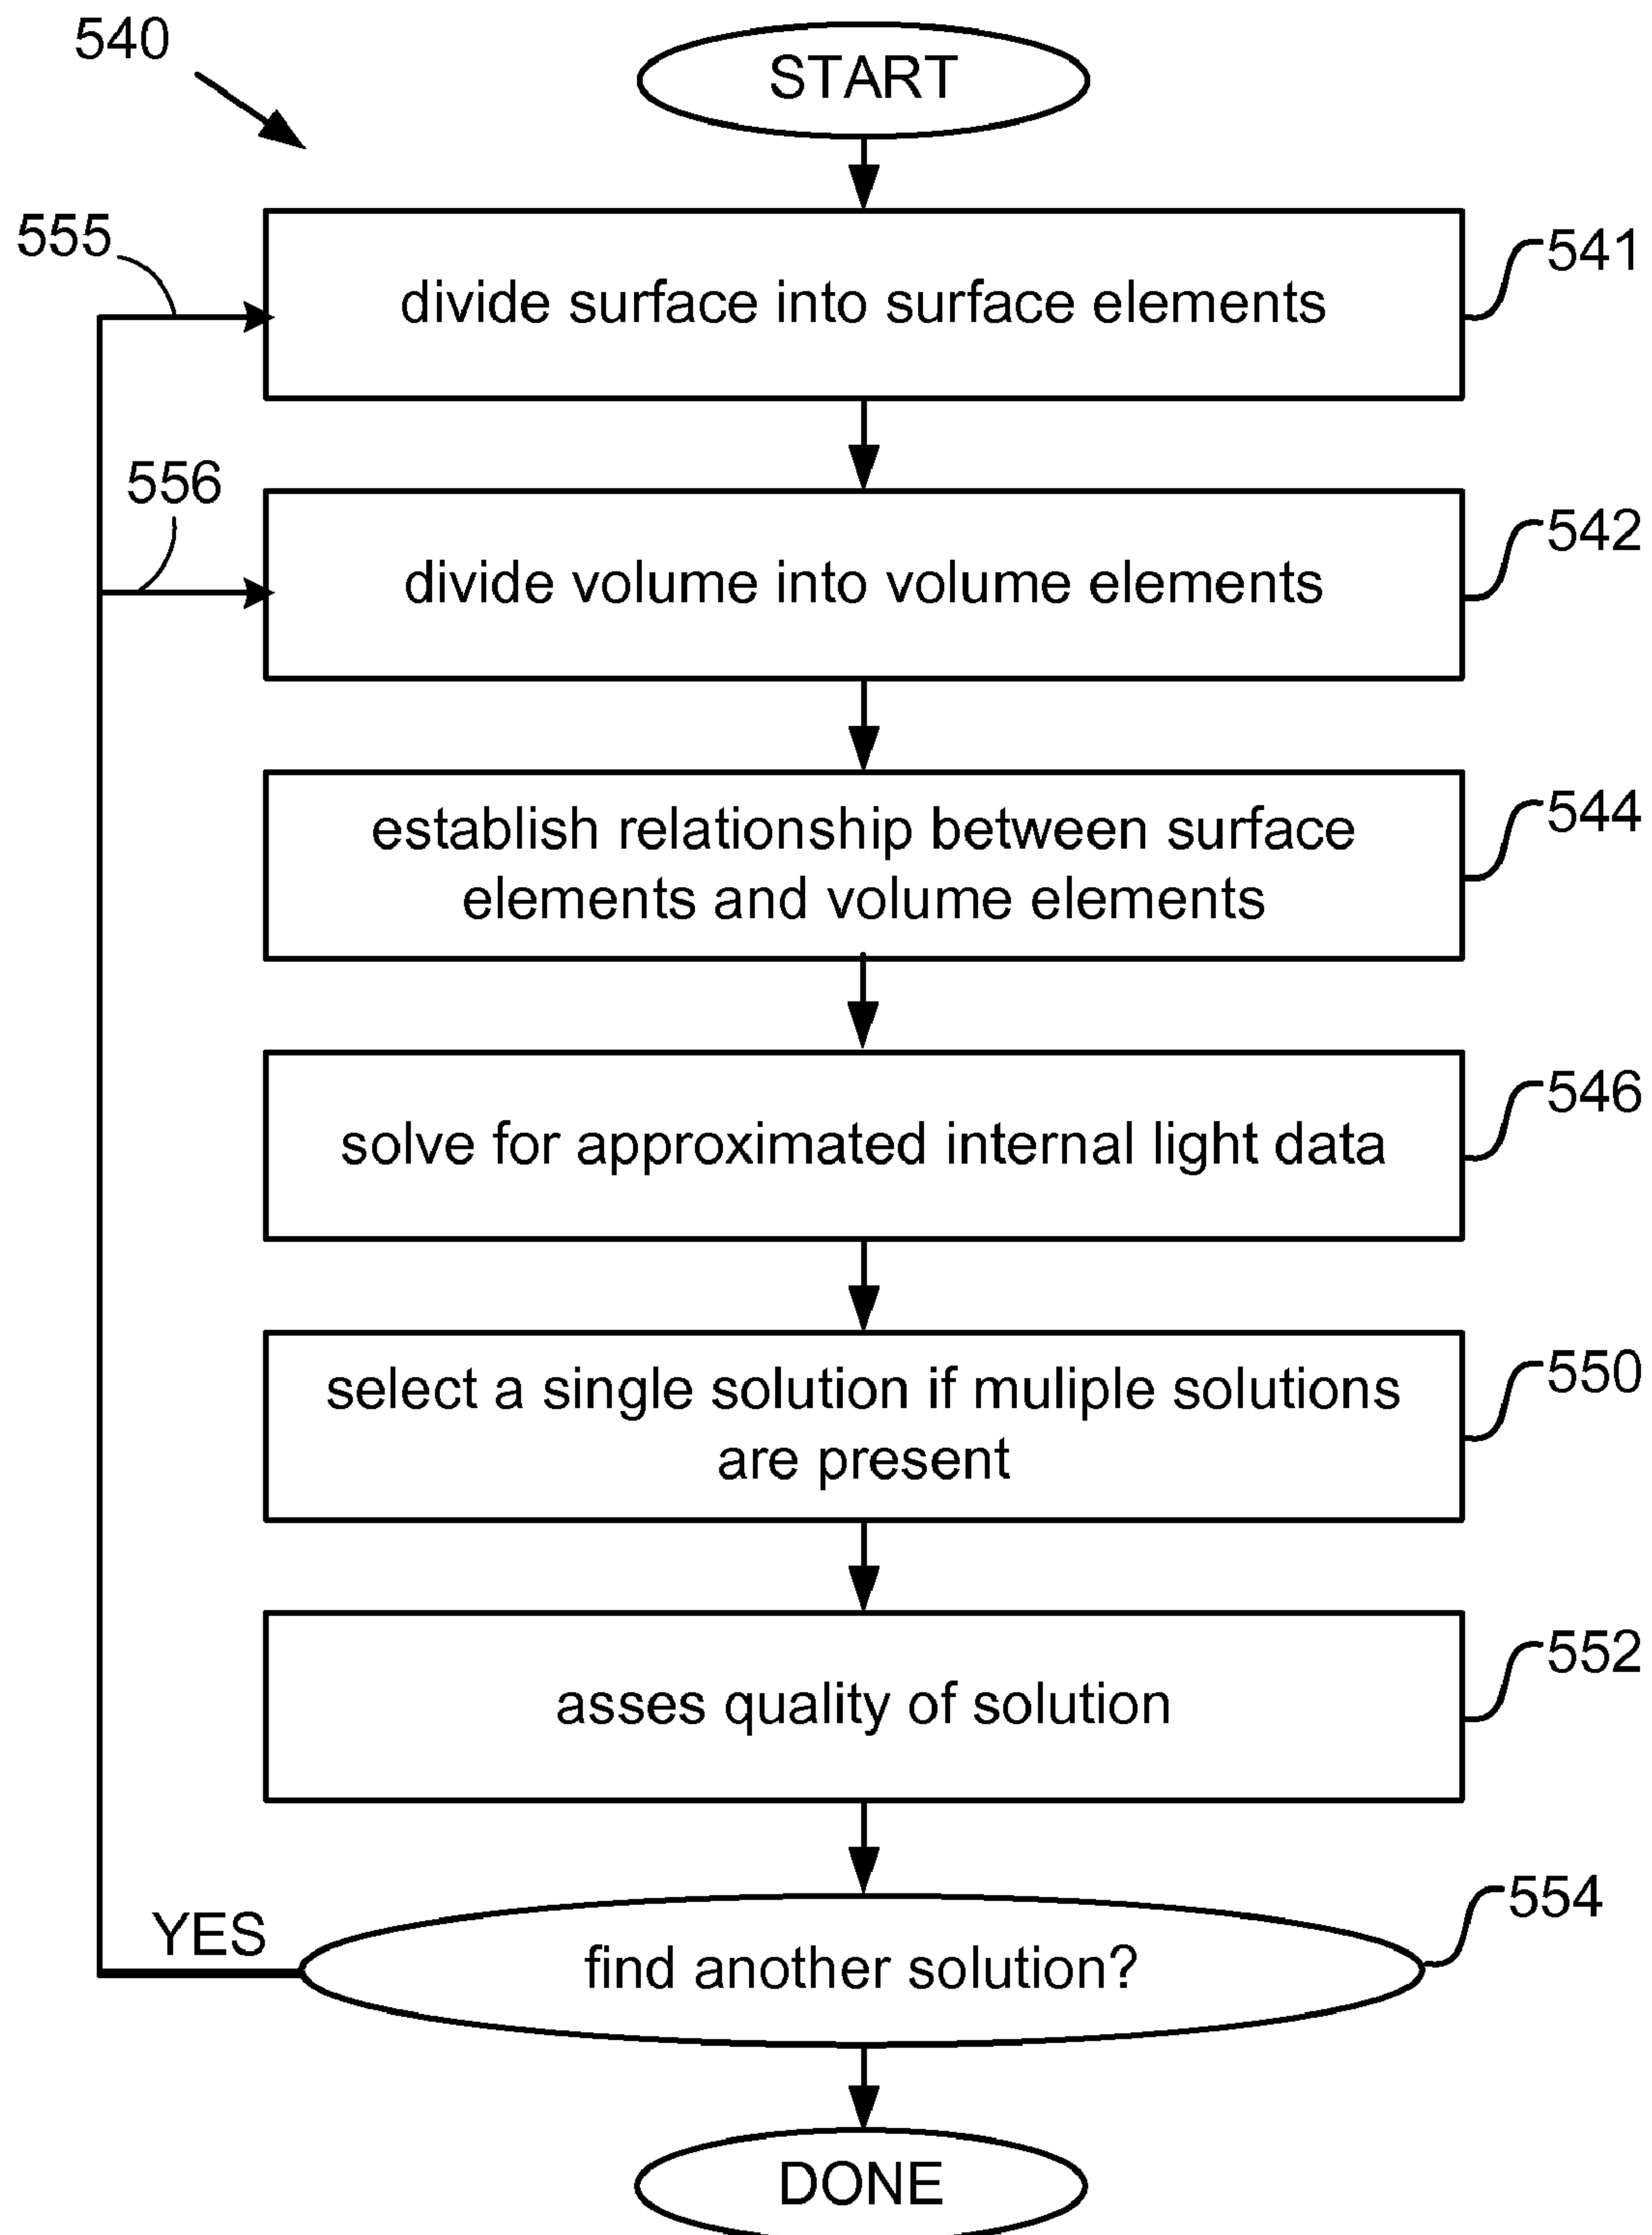 540
START
555
541
divide surface into surface elements
556
542
divide volume into volume elements
544
establish relationship between surface
elements and volume elements
546
solve for approximated internal light data
550
select a single solution if muliple solutions
are present
552
asses quality of solution
554
YES
find another solution?
DONE